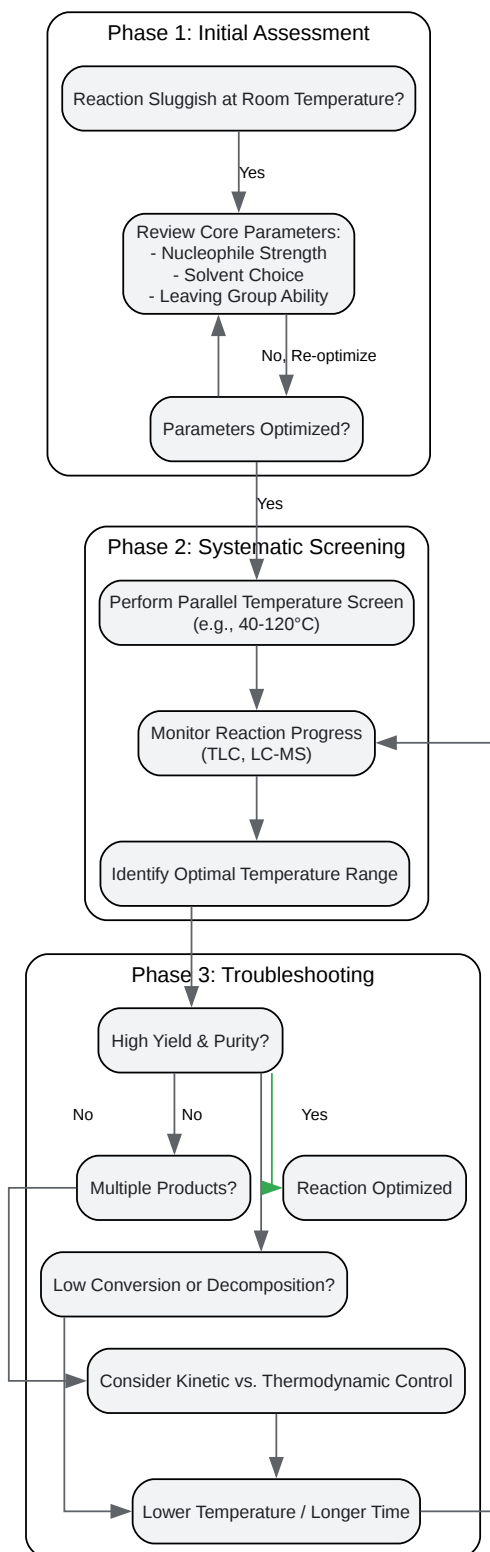 Phase 1: Initial Assessment
Reaction Sluggish at Room Temperature?
Yes
Review Core Parameters:
- Nucleophile Strength
- Solvent Choice
- Leaving Group Ability
No, Re-optimize
Parameters Optimized?
Yes
Phase 2: Systematic Screening
Perform Parallel Temperature Screen
(e.g., 40-120°C)
Monitor Reaction Progress
(TLC, LC-MS)
Identify Optimal Temperature Range
Phase 3: Troubleshooting
High Yield & Purity?
No
No
Yes
Multiple Products?
Reaction Optimized
Low Conversion or Decomposition?
Consider Kinetic vs. Thermodynamic Control
Lower Temperature / Longer Time